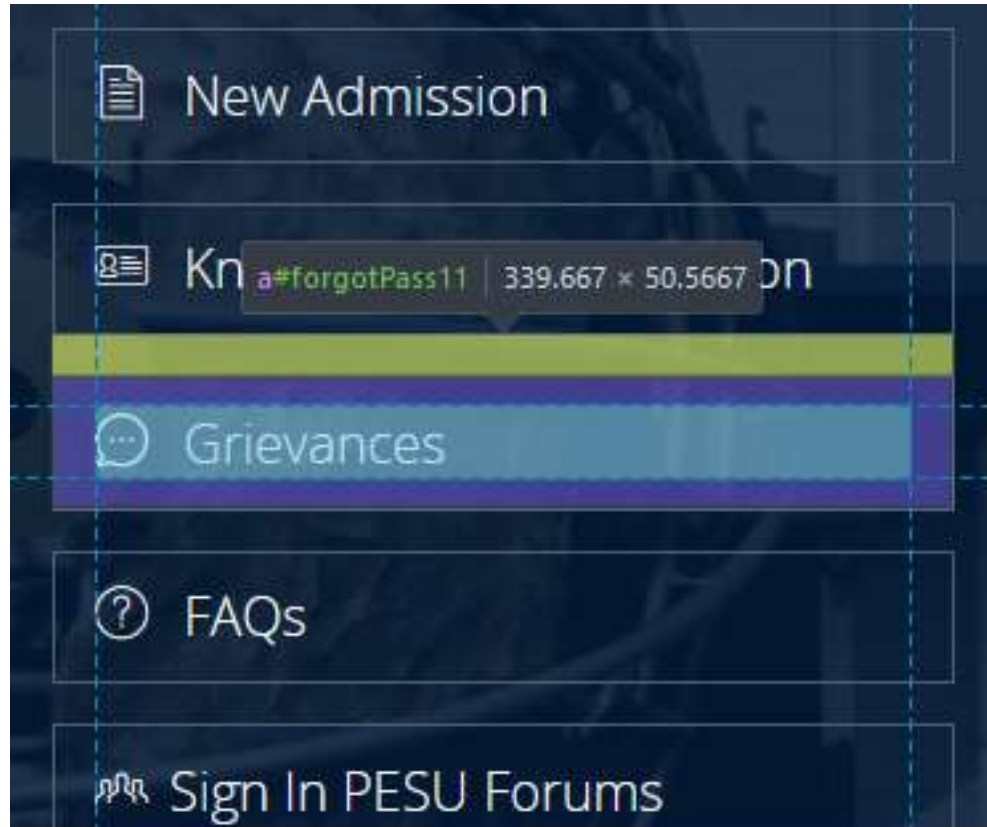 New Admission
Kn a#forgotPass11 339.667 × 50.5667 on
Grievances
FAQs
Sign In PESU Forums